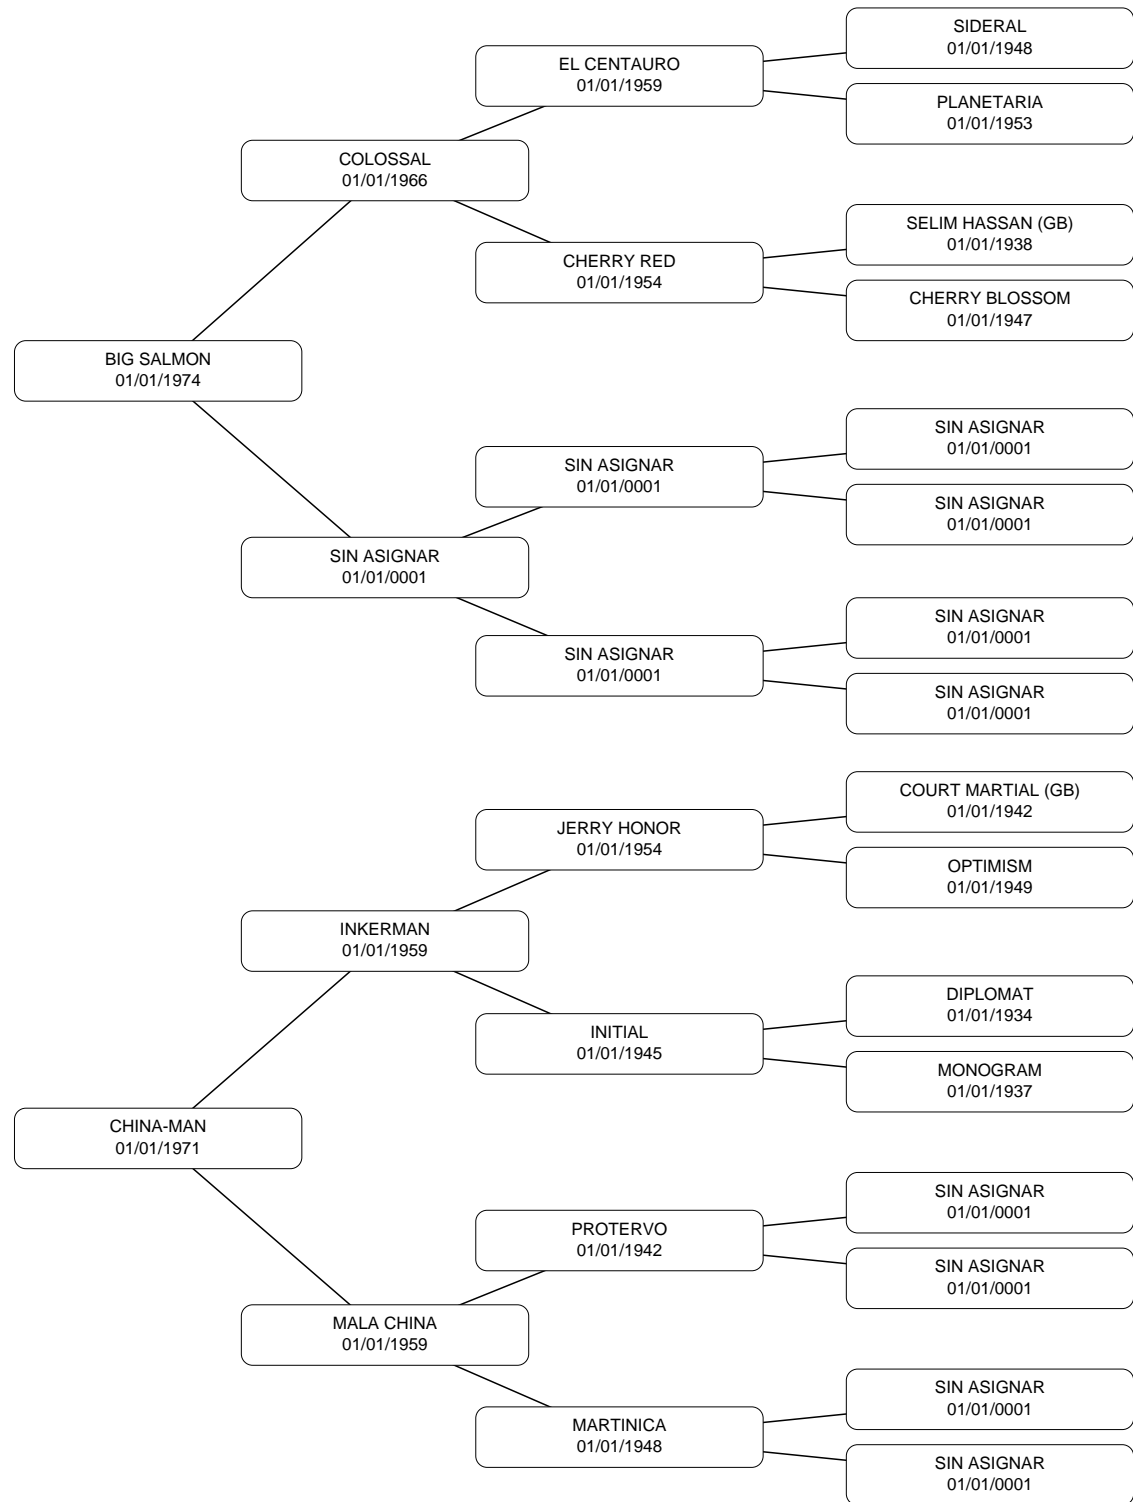 SIDERAL
01/01/1948
EL CENTAURO
01/01/1959
PLANETARIA
01/01/1953
COLOSSAL
01/01/1966
SELIM HASSAN (GB)
01/01/1938
CHERRY RED
01/01/1954
CHERRY BLOSSOM
01/01/1947
BIG SALMON
01/01/1974
SIN ASIGNAR
01/01/0001
SIN ASIGNAR
01/01/0001
SIN ASIGNAR
01/01/0001
SIN ASIGNAR
01/01/0001
SIN ASIGNAR
01/01/0001
SIN ASIGNAR
01/01/0001
SIN ASIGNAR
01/01/0001
COURT MARTIAL (GB)
01/01/1942
JERRY HONOR
01/01/1954
OPTIMISM
01/01/1949
INKERMAN
01/01/1959
DIPLOMAT
01/01/1934
INITIAL
01/01/1945
MONOGRAM
01/01/1937
CHINA-MAN
01/01/1971
SIN ASIGNAR
01/01/0001
PROTERVO
01/01/1942
SIN ASIGNAR
01/01/0001
MALA CHINA
01/01/1959
SIN ASIGNAR
01/01/0001
MARTINICA
01/01/1948
SIN ASIGNAR
01/01/0001